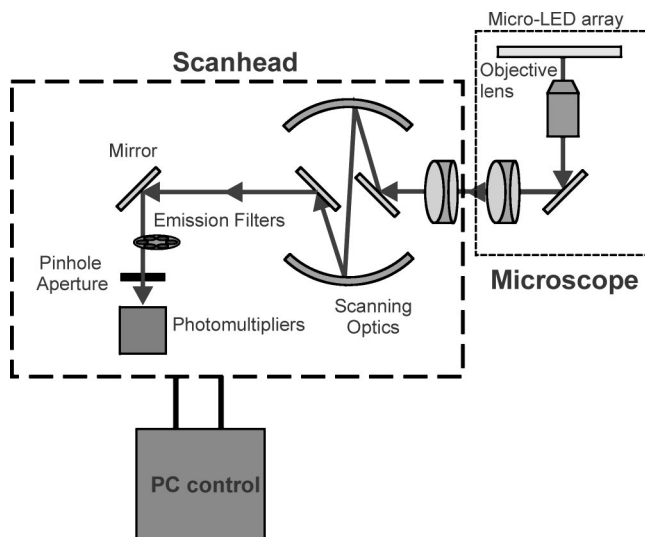 Micro-LED array
Objective
lens
Scanhead
Mirror
Emission Filters
Pinhole
Aperture
Photomultipliers
Scanning
Optics
Microscope
PC control